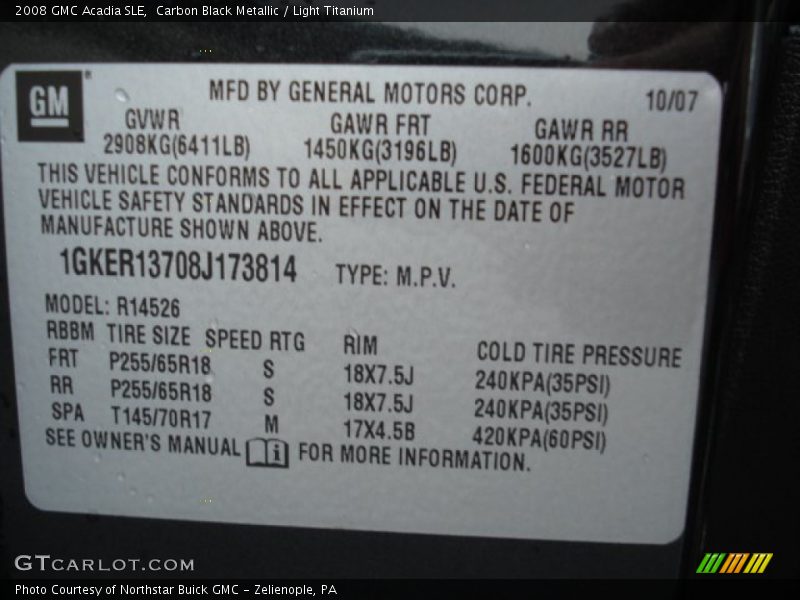 2008 GMC Acadia SLE,  Carbon Black Metallic / Light Titanium
GM
MFD BY GENERAL MOTORS CORP.
10/07
GVWR GAWR FRT GAWR RR
2908KG(6411LB) 1450KG(3196LB) 1600KG(3527LB)
THIS VEHICLE CONFORMS TO ALL APPLICABLE U.S. FEDERAL MOTOR
VEHICLE SAFETY STANDARDS IN EFFECT ON THE DATE OF
MANUFACTURE SHOWN ABOVE.
1GKER13708J173814 TYPE: M.P.V.
MODEL: R14526
RBBM TIRE SIZE SPEED RTG RIM COLD TIRE PRESSURE
FRT P255/65R18 S 18X7.5J 240KPA(35PSI)
RR P255/65R18 S 18X7.5J 240KPA(35PSI)
SPA T145/70R17 M 17X4.5B 420KPA(60PSI)
SEE OWNER'S MANUAL i FOR MORE INFORMATION.
GTCARLOT.COM
Photo Courtesy of Northstar Buick GMC - Zelienople, PA